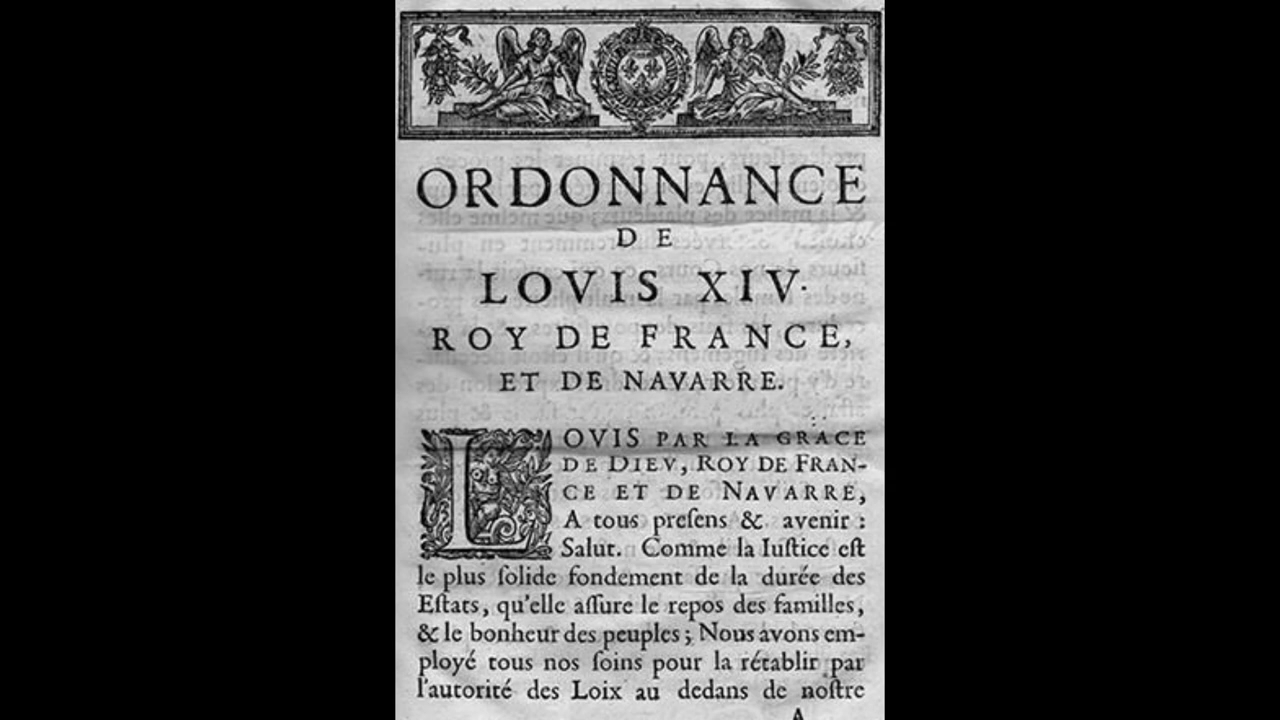 ORDONNANCE
DE
LOVIS XIV.
ROY DE FRANCE,
ET DE NAVARRE.
LOVIS PAR LA GRACE
DE DIEV, ROY DE FRAN-
CE ET DE NAVARRE,
A tous preſens & avenir :
Salut. Comme la Iuſtice eſt
le plus ſolide fondement de la durée des
Eſtats, qu'elle aſſure le repos des familles,
& le bonheur des peuples ; Nous avons em-
ployé tous nos ſoins pour la rétablir par
l'autorité des Loix au dedans de noſtre
A